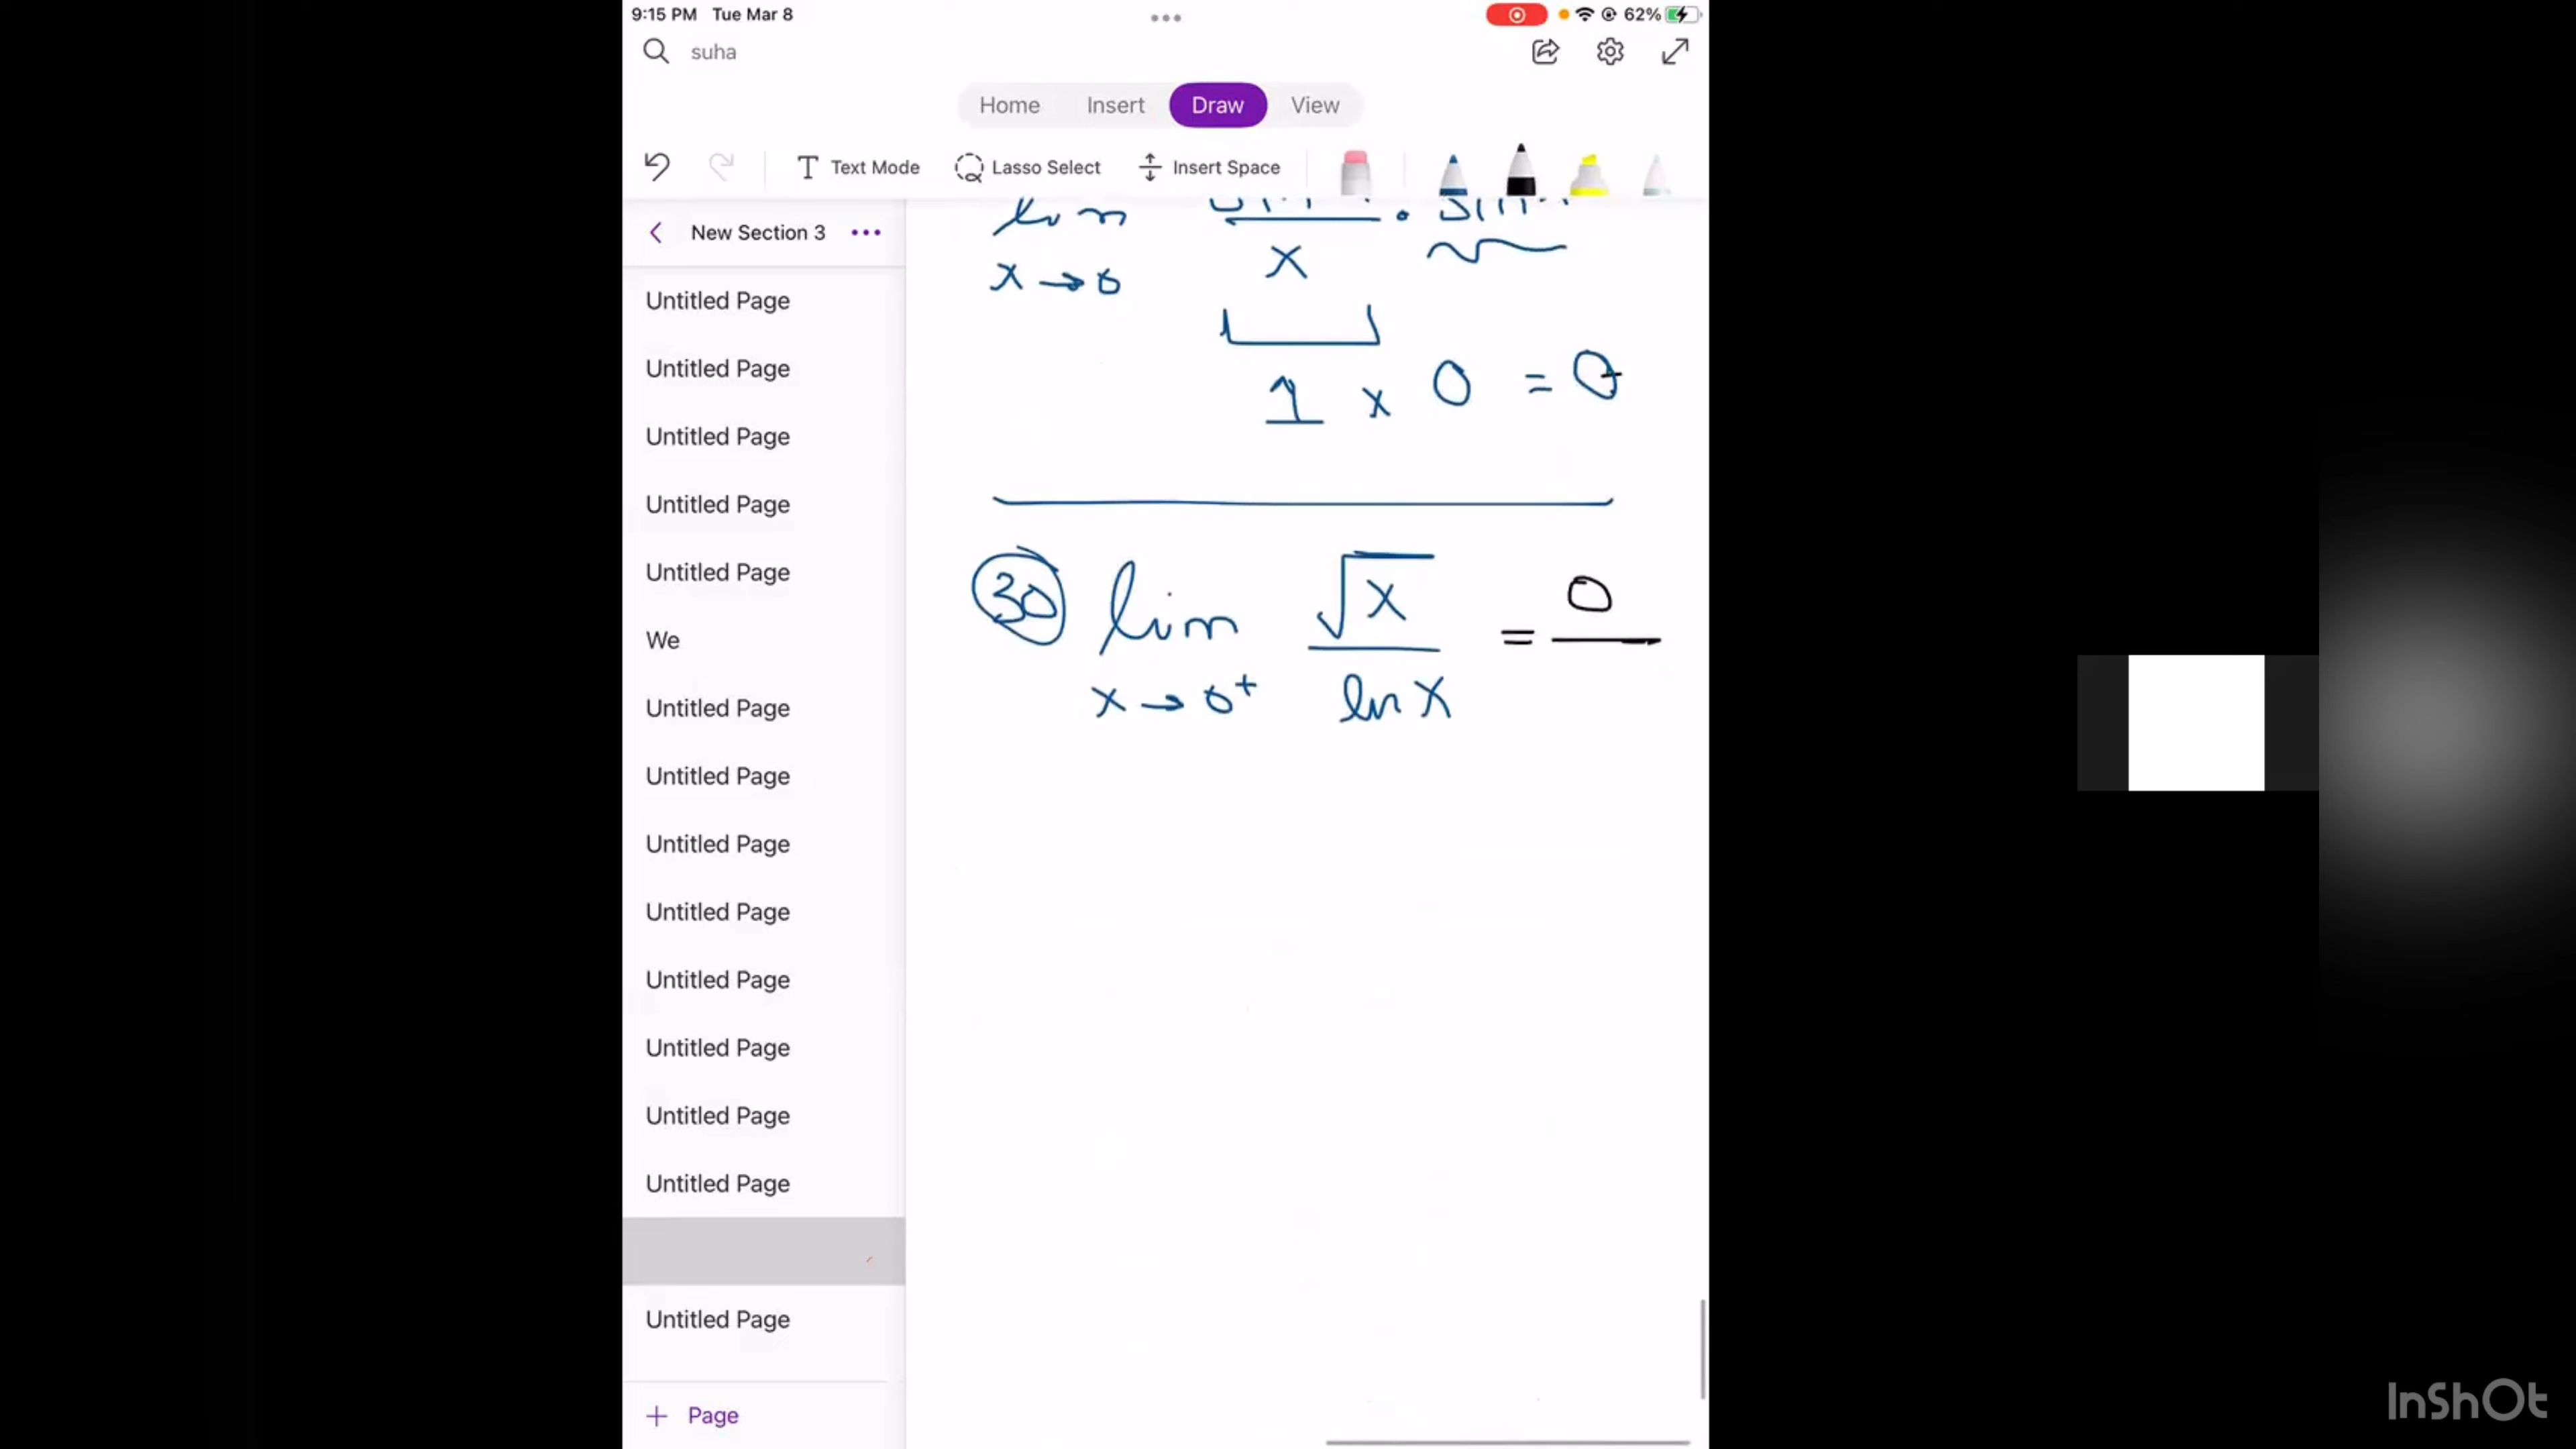 9:15 PM Tue Mar 8
62%
suha
Home Insert Draw View
Text Mode Lasso Select Insert Space
New Section 3
Untitled Page
Untitled Page
Untitled Page
Untitled Page
Untitled Page
We
Untitled Page
Untitled Page
Untitled Page
Untitled Page
Untitled Page
Untitled Page
Untitled Page
Untitled Page
Untitled Page
+ Page
lim
x → 0 x
1 × 0 = 0
30 lim √x / ln x = 0
x → 0⁺
InShOt